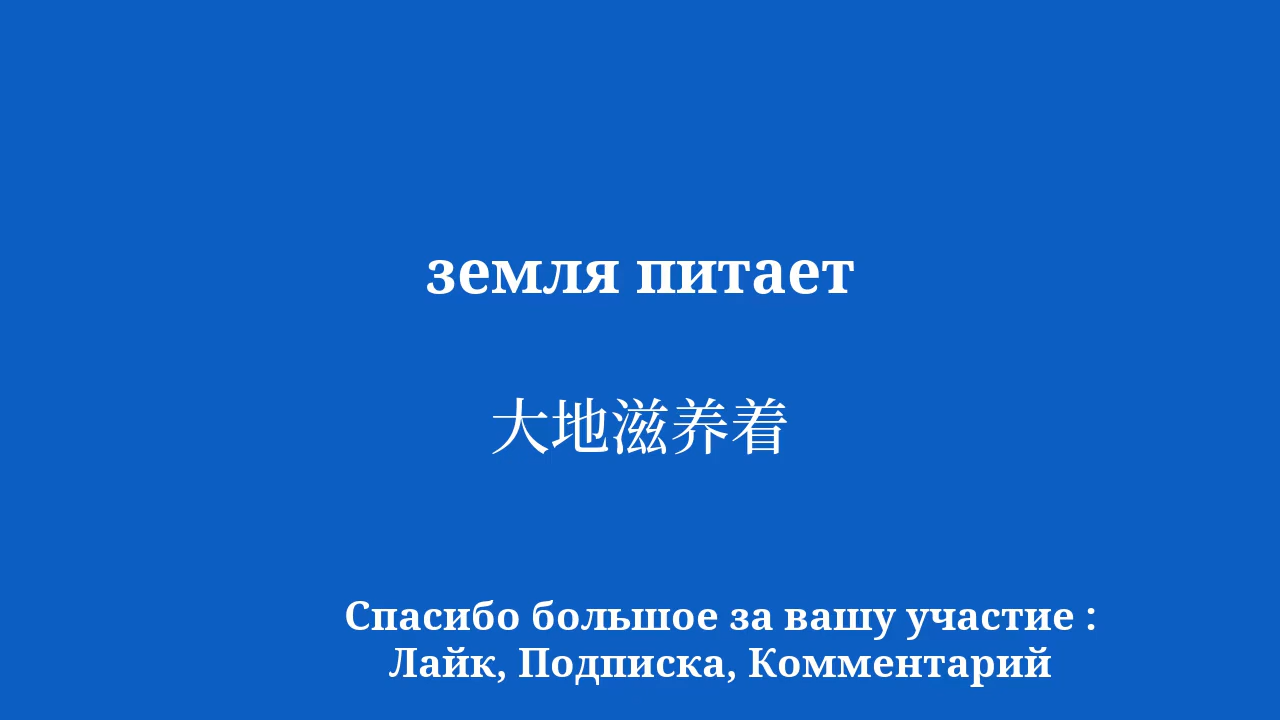 земля питает
大地滋养着
Спасибо большое за вашу участие :
Лайк, Подписка, Комментарий